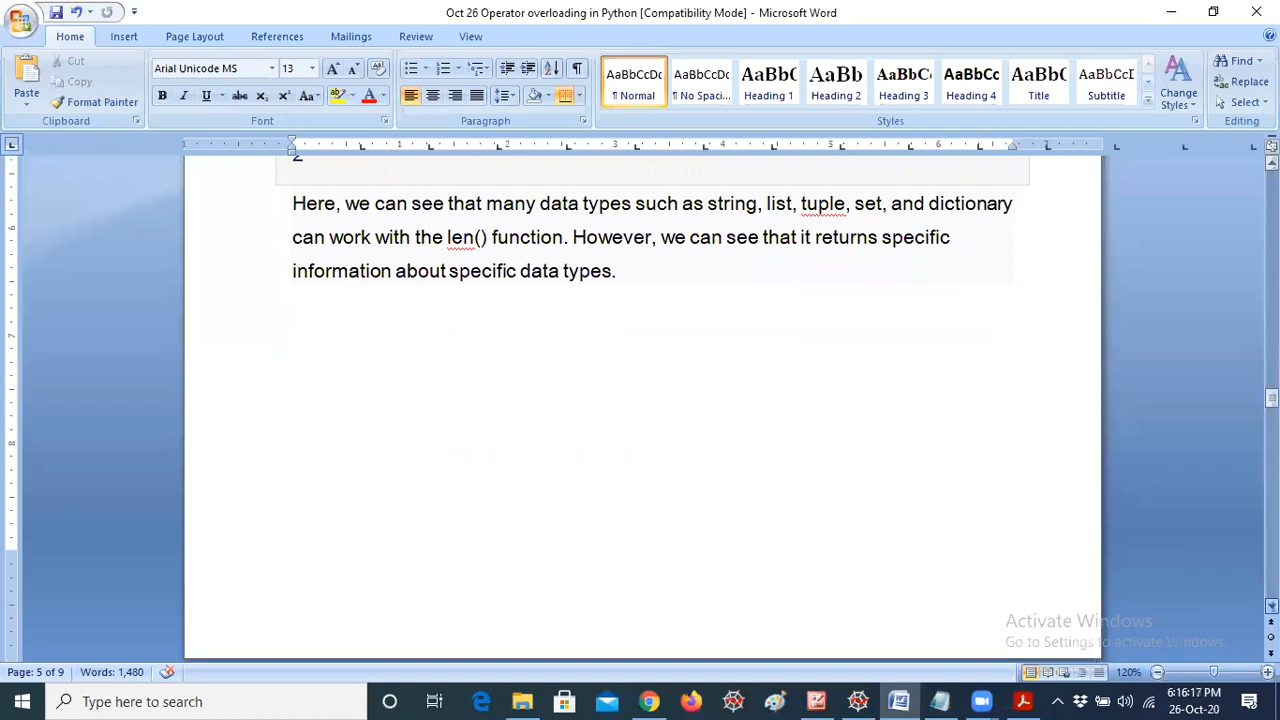 Oct 26 Operator overloading in Python [Compatibility Mode] - Microsoft Word
Home Insert Page Layout References Mailings Review View
Paste Cut Copy Format Painter
Arial Unicode MS 13
AaBbCcDc AaBbCcDc AaBbC AaBb AaBbC AaBbCc AaB AaBbCcI
¶ Normal ¶ No Spaci... Heading 1 Heading 2 Heading 3 Heading 4 Title Subtitle
Change Styles
Find Replace Select
Clipboard Font Paragraph Styles Editing
2
Here, we can see that many data types such as string, list, tuple, set, and dictionary
can work with the len() function. However, we can see that it returns specific
information about specific data types.
Activate Windows
Go to Settings to activate Windows.
Page: 5 of 9 Words: 1,480 120%
Type here to search
6:16:17 PM
26-Oct-20